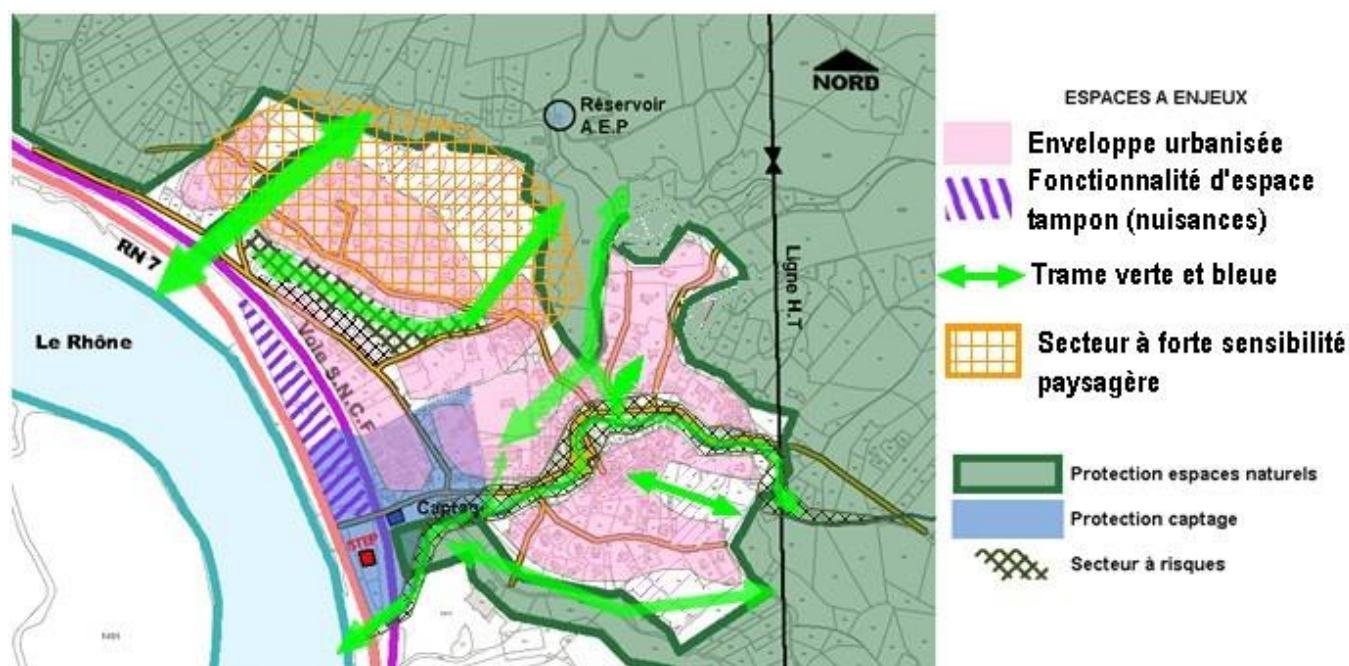 NORD
Réservoir
A.E.P
Ligne H.T
RN 7
Voie S.N.C.F
Le Rhône
Captag
STEP
ESPACES A ENJEUX
Enveloppe urbanisée
Fonctionnalité d'espace
tampon (nuisances)
Trame verte et bleue
Secteur à forte sensibilité
paysagère
Protection espaces naturels
Protection captage
Secteur à risques